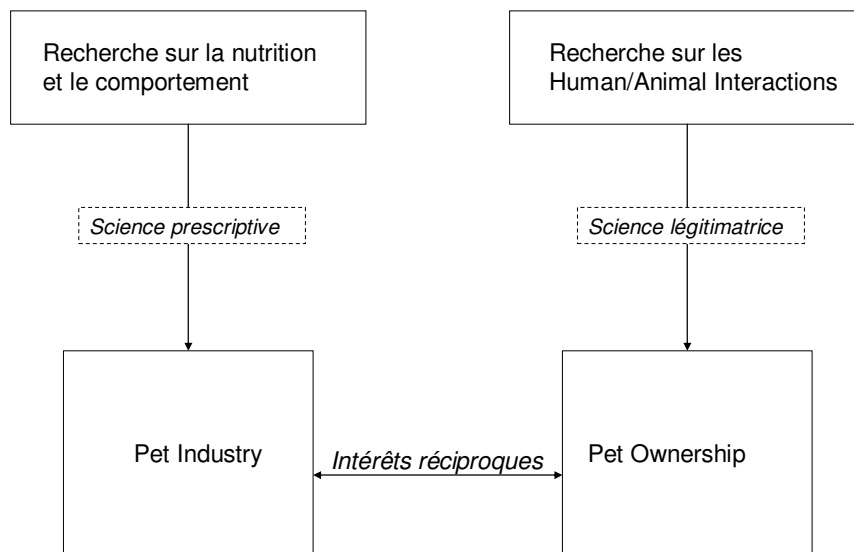 Recherche sur la nutrition
et le comportement
Recherche sur les
Human/Animal Interactions
Science prescriptive
Science légitimatrice
Pet Industry
Intérêts réciproques
Pet Ownership